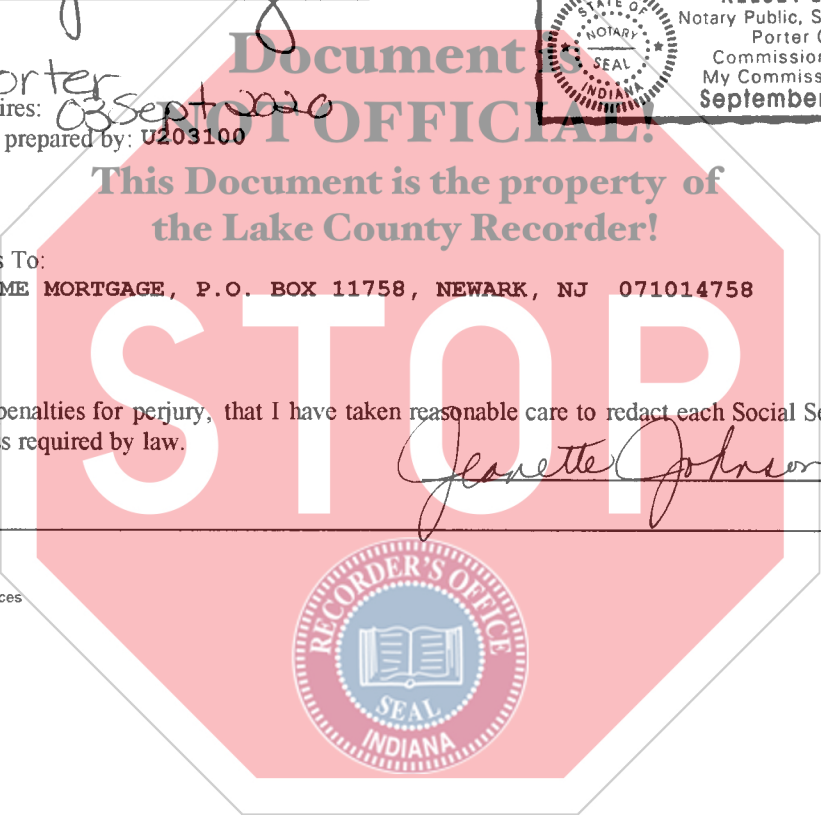 STATE OF
NOTARY
SEAL
INDIANA
Notary Public, S
Porter C
Commission
My Commiss
September
Document is
NOT OFFICIAL!
This Document is the property of
the Lake County Recorder!
orter
ires: 03 Sept 2020
prepared by: U203100
s To:
ME MORTGAGE, P.O. BOX 11758, NEWARK, NJ 071014758
STOP
penalties for perjury, that I have taken reasonable care to redact each Social Se
s required by law.
Jeanette Johnson
ces
RECORDER'S OFFICE
SEAL
INDIANA